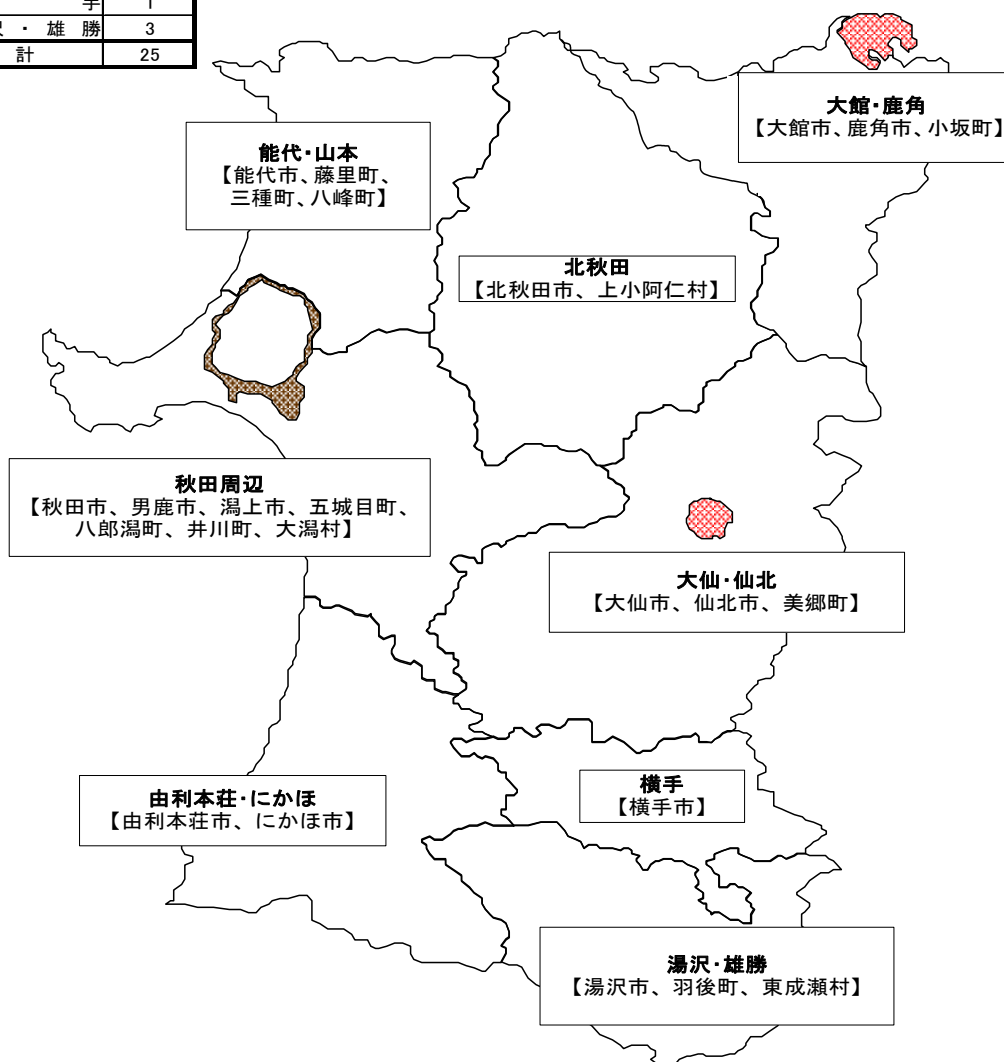 手 1
沢・雄勝 3
計 25
大館・鹿角
【大館市、鹿角市、小坂町】
能代・山本
【能代市、藤里町、
三種町、八峰町】
北秋田
【北秋田市、上小阿仁村】
秋田周辺
【秋田市、男鹿市、潟上市、五城目町、
八郎潟町、井川町、大潟村】
大仙・仙北
【大仙市、仙北市、美郷町】
由利本荘・にかほ
【由利本荘市、にかほ市】
横手
【横手市】
湯沢・雄勝
【湯沢市、羽後町、東成瀬村】